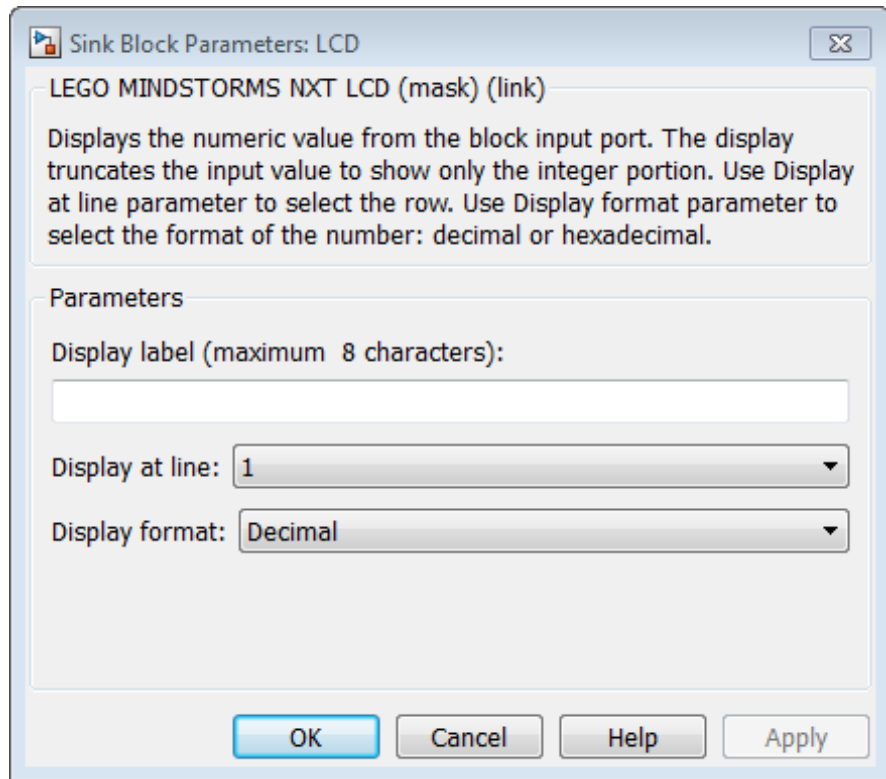 Sink Block Parameters: LCD
LEGO MINDSTORMS NXT LCD (mask) (link)
Displays the numeric value from the block input port. The display
truncates the input value to show only the integer portion. Use Display
at line parameter to select the row. Use Display format parameter to
select the format of the number: decimal or hexadecimal.
Parameters
Display label (maximum  8 characters):
Display at line: 1
Display format: Decimal
OK Cancel Help Apply